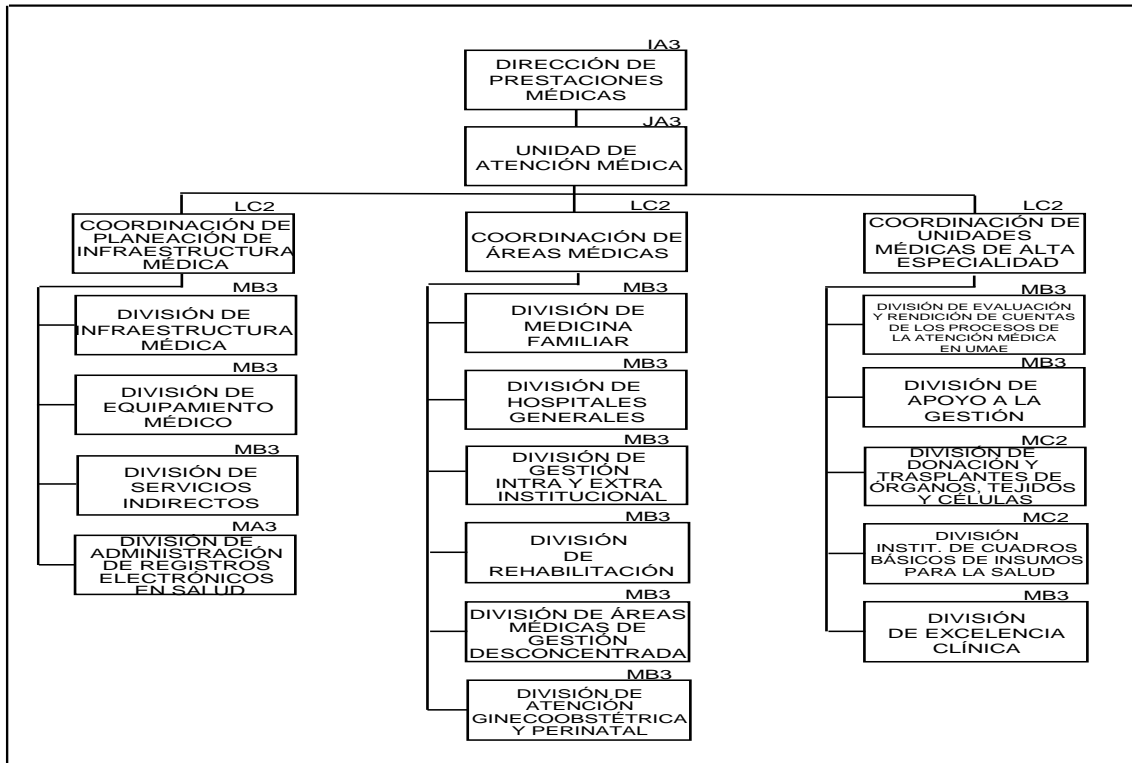 IA3
DIRECCIÓN DE
PRESTACIONES
MÉDICAS
JA3
UNIDAD DE
ATENCIÓN MÉDICA
LC2
COORDINACIÓN DE
PLANEACIÓN DE
INFRAESTRUCTURA
MÉDICA
MB3
DIVISIÓN DE
INFRAESTRUCTURA
MÉDICA
MB3
DIVISIÓN DE
EQUIPAMIENTO
MÉDICO
MB3
DIVISIÓN DE
SERVICIOS
INDIRECTOS
MA3
DIVISIÓN DE
ADMINISTRACIÓN
DE REGISTROS
ELECTRÓNICOS
EN SALUD
LC2
COORDINACIÓN DE
ÁREAS MÉDICAS
MB3
DIVISIÓN DE
MEDICINA
FAMILIAR
MB3
DIVISIÓN DE
HOSPITALES
GENERALES
MB3
DIVISIÓN DE
GESTIÓN
INTRA Y EXTRA
INSTITUCIONAL
MB3
DIVISIÓN
DE
REHABILITACIÓN
MB3
DIVISIÓN DE ÁREAS
MÉDICAS DE
GESTIÓN
DESCONCENTRADA
MB3
DIVISIÓN DE
ATENCIÓN
GINECOOBSTÉTRICA
Y PERINATAL
LC2
COORDINACIÓN DE
UNIDADES
MÉDICAS DE ALTA
ESPECIALIDAD
MB3
DIVISIÓN DE EVALUACIÓN
Y RENDICIÓN DE CUENTAS
DE LOS PROCESOS DE
LA ATENCIÓN MÉDICA
EN UMAE
MB3
DIVISIÓN DE
APOYO A LA
GESTIÓN
MC2
DIVISIÓN DE
DONACIÓN Y
TRASPLANTES DE
ÓRGANOS, TEJIDOS
Y CÉLULAS
MC2
DIVISIÓN
INSTIT. DE CUADROS
BÁSICOS DE INSUMOS
PARA LA SALUD
MB3
DIVISIÓN
DE EXCELENCIA
CLÍNICA